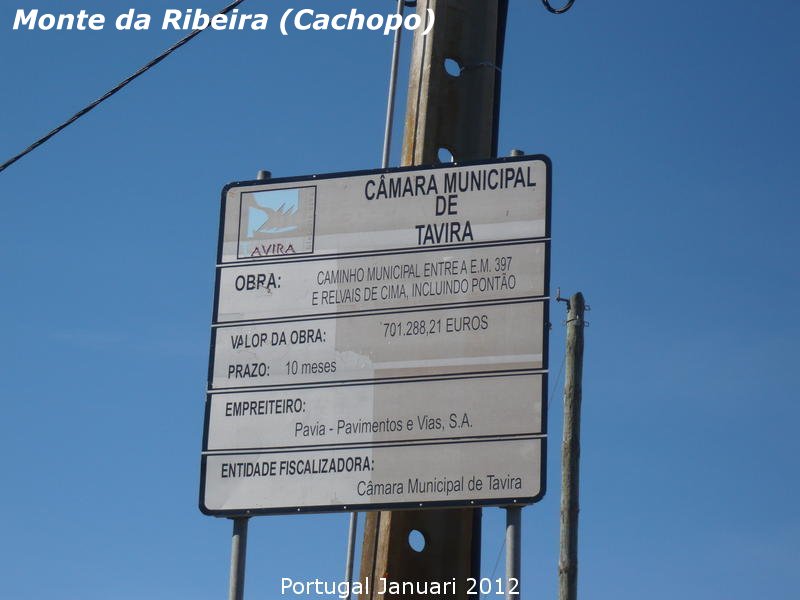 Monte da Ribeira (Cachopo)
CÂMARA MUNICIPAL
DE
TAVIRA
AVIRA
OBRA: CAMINHO MUNICIPAL ENTRE A E.M. 397
E RELVAIS DE CIMA, INCLUINDO PONTÃO
VALOR DA OBRA: 701.288,21 EUROS
PRAZO: 10 meses
EMPREITEIRO:
Pavia - Pavimentos e Vias, S.A.
ENTIDADE FISCALIZADORA:
Câmara Municipal de Tavira
Portugal Januari 2012